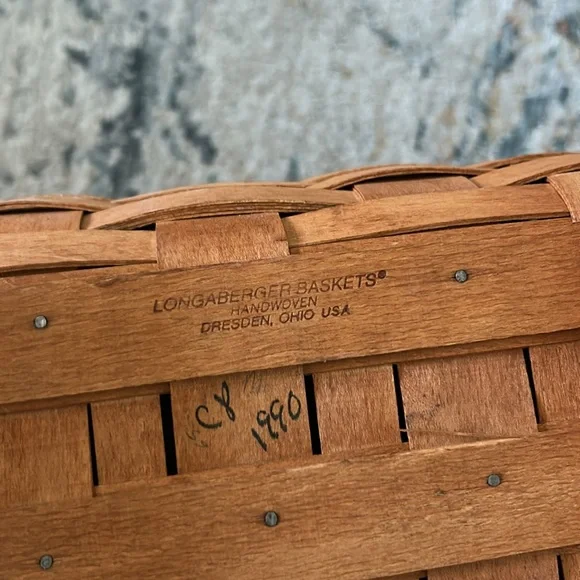 LONGABERGER BASKETS®
HANDWOVEN
DRESDEN, OHIO USA
C8
1990